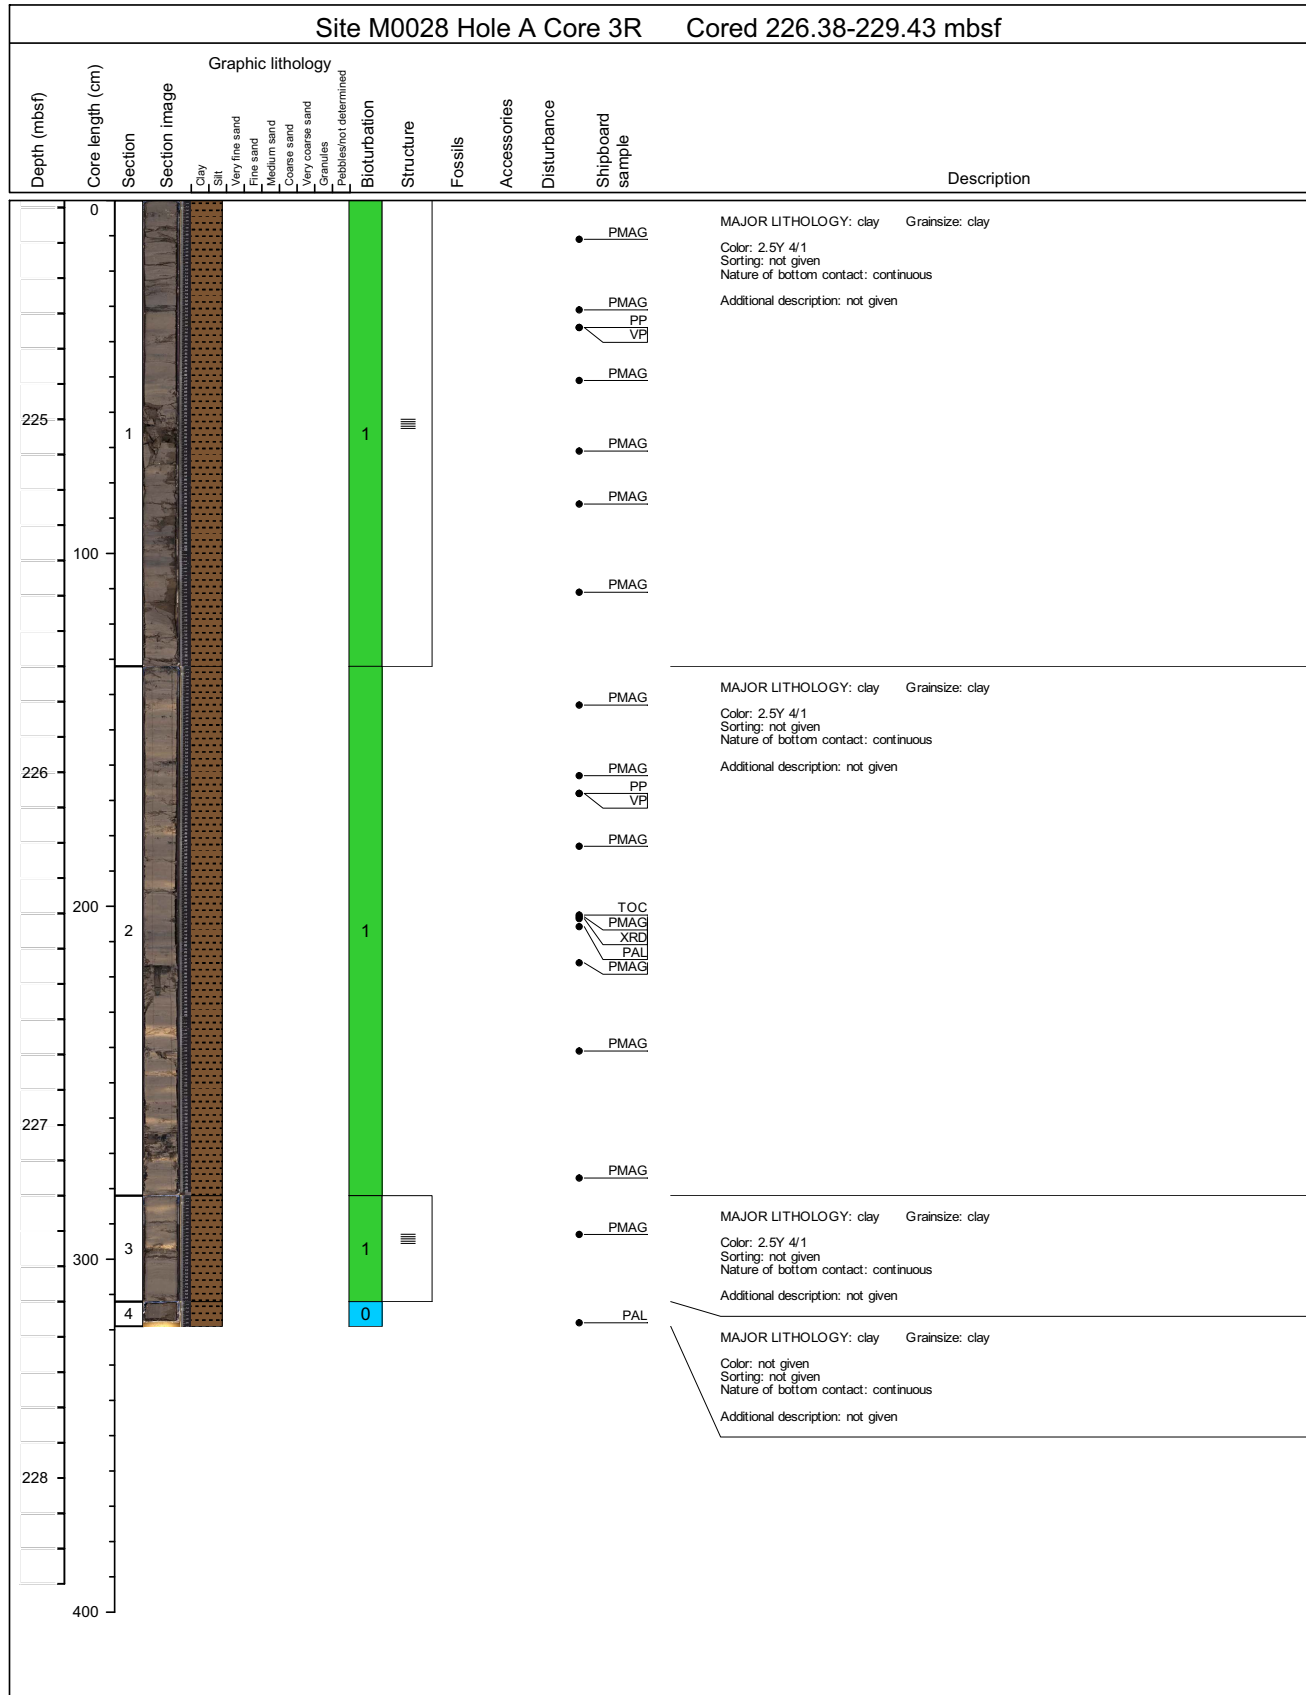 Site M0028 Hole A Core 3R Cored 226.38-229.43 mbsf
Graphic lithology
Depth (mbsf)
Core length (cm)
Section
Section image
Clay
Silt
Very fine sand
Fine sand
Medium sand
Coarse sand
Very coarse sand
Granules
Pebbles/not determined
Bioturbation
Structure
Fossils
Accessories
Disturbance
Shipboard
sample
Description
0
MAJOR LITHOLOGY: clay Grainsize: clay
PMAG
Color: 2.5Y 4/1
Sorting: not given
Nature of bottom contact: continuous
Additional description: not given
PMAG
PP
VP
PMAG
225
1
1
PMAG
PMAG
100
PMAG
MAJOR LITHOLOGY: clay Grainsize: clay
PMAG
Color: 2.5Y 4/1
Sorting: not given
Nature of bottom contact: continuous
Additional description: not given
226
PMAG
PP
VP
PMAG
200
TOC
PMAG
2
1
XRD
PAL
PMAG
PMAG
227
PMAG
MAJOR LITHOLOGY: clay Grainsize: clay
PMAG
Color: 2.5Y 4/1
3
1
Sorting: not given
300
Nature of bottom contact: continuous
Additional description: not given
4
0
PAL
MAJOR LITHOLOGY: clay Grainsize: clay
Color: not given
Sorting: not given
Nature of bottom contact: continuous
Additional description: not given
228
400